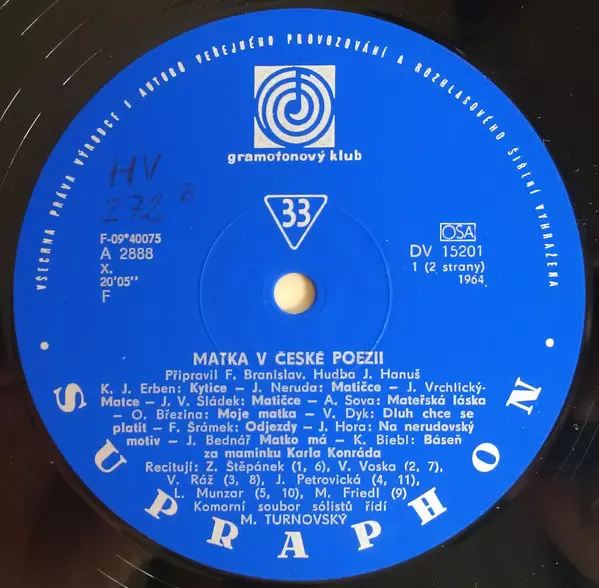 VŠECHNA PRÁVA VÝROBCE I AUTORŮ VEŘEJNÉHO PROVOZOVÁNÍ A ROZHLASOVÉHO ŠÍŘENÍ VYHRAŽENA
gramofonový klub
HV
272 B
33
F-09*40075
A 2888
X.
20'05''
F
OSA
DV 15201
1 (2 strany)
1964
MATKA V ČESKÉ POEZII
Připravil F. Branislav. Hudba J. Hanuš
K. J. Erben: Kytice — J. Neruda: Matičce — J. Vrchlický-
Matce — J. V. Sládek: Matičce — A. Sova: Mateřská láska
— O. Březina: Moje matka — V. Dyk: Dluh chce se
platit — F. Šrámek: Odjezdy — J. Hora: Na nerudovský
motiv — J. Bednář Matko má — K. Biebl: Báseň
za maminku Karla Konráda
Recitují: Z. Štěpánek (1, 6), V. Voska (2, 7),
V. Ráž (3, 8), J. Petrovická (4, 11),
L. Munzar (5, 10), M. Friedl (9)
Komorní soubor sólistů řídí
M. TURNOVSKÝ
SUPRAPHON